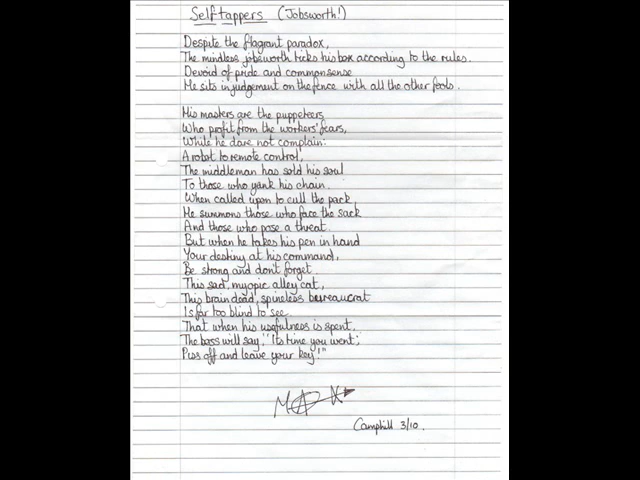 Selftappers (Jobsworth!)
Despite the flagrant paradox,
The mindless jobsworth ticks his box according to the rules.
Devoid of pride and commonsense
He sits in judgement on the fence with all the other fools.
His masters are the puppeteers
Who profit from the workers' fears,
While he dare not complain:
A robot to remote control,
The middleman has sold his soul
To those who yank his chain.
When called upon to cull the pack
He summons those who face the sack
And those who pose a threat.
But when he takes his pen in hand
Your destiny at his command,
Be strong and don't forget
This sad, myopic alley cat,
This braindead, spineless bureaucrat
Is far too blind to see
That when his usefulness is spent,
The boss will say, "Its time you went;
Piss off and leave your key!"
Camphill 3/10.